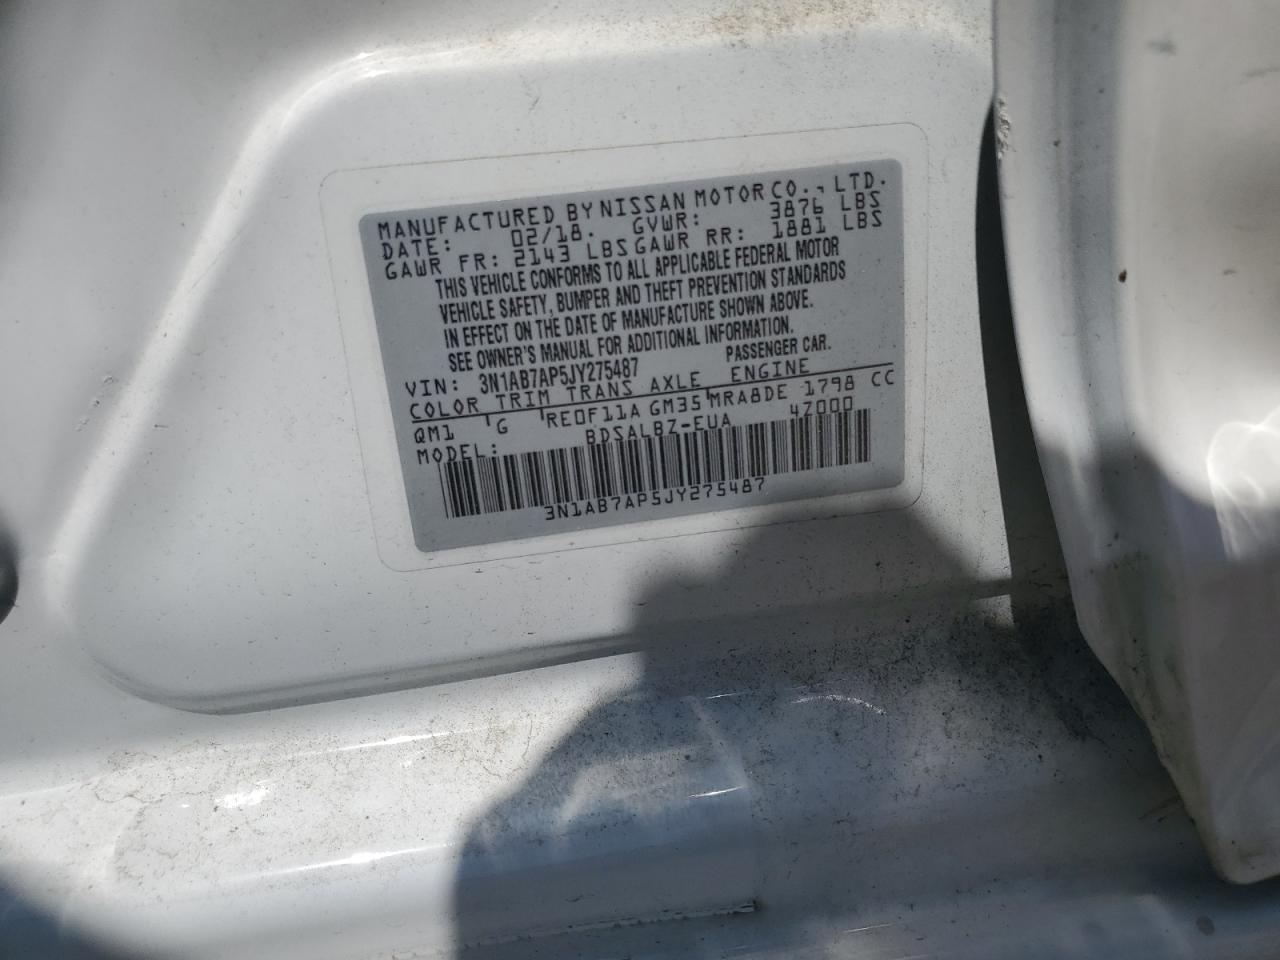 MANUFACTURED BY NISSAN MOTOR CO., LTD.
DATE: 02/18. GVWR: 3876 LBS
GAWR FR: 2143 LBS GAWR RR: 1881 LBS
THIS VEHICLE CONFORMS TO ALL APPLICABLE FEDERAL MOTOR
VEHICLE SAFETY, BUMPER AND THEFT PREVENTION STANDARDS
IN EFFECT ON THE DATE OF MANUFACTURE SHOWN ABOVE.
SEE OWNER'S MANUAL FOR ADDITIONAL INFORMATION.
VIN: 3N1AB7AP5JY275487 PASSENGER CAR.
COLOR TRIM TRANS AXLE ENGINE
QM1 G RE0F11A GM35 MRA8DE 1798 CC
MODEL: BDSALBZ-EUA 47000
3N1AB7AP5JY275487